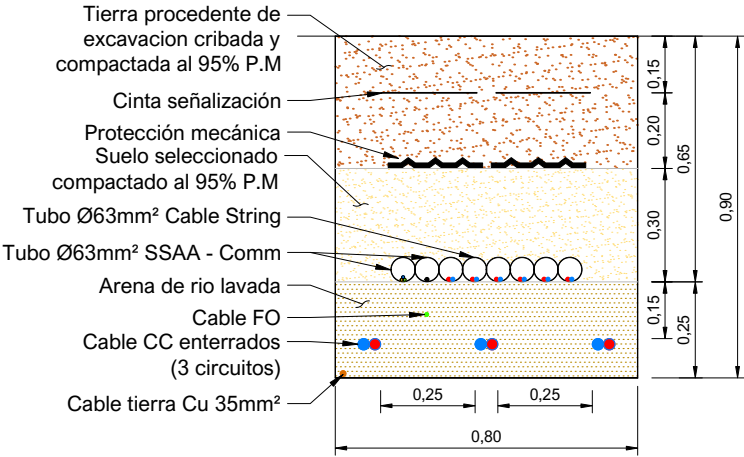 Tierra procedente de
excavacion cribada y
compactada al 95% P.M
Cinta señalización
Protección mecánica
Suelo seleccionado
compactado al 95% P.M
Tubo Ø63mm² Cable String
Tubo Ø63mm² SSAA - Comm
Arena de rio lavada
Cable FO
Cable CC enterrados
(3 circuitos)
Cable tierra Cu 35mm²
0,15
0,20
0,30
0,15
0,65
0,25
0,90
0,25
0,25
0,80